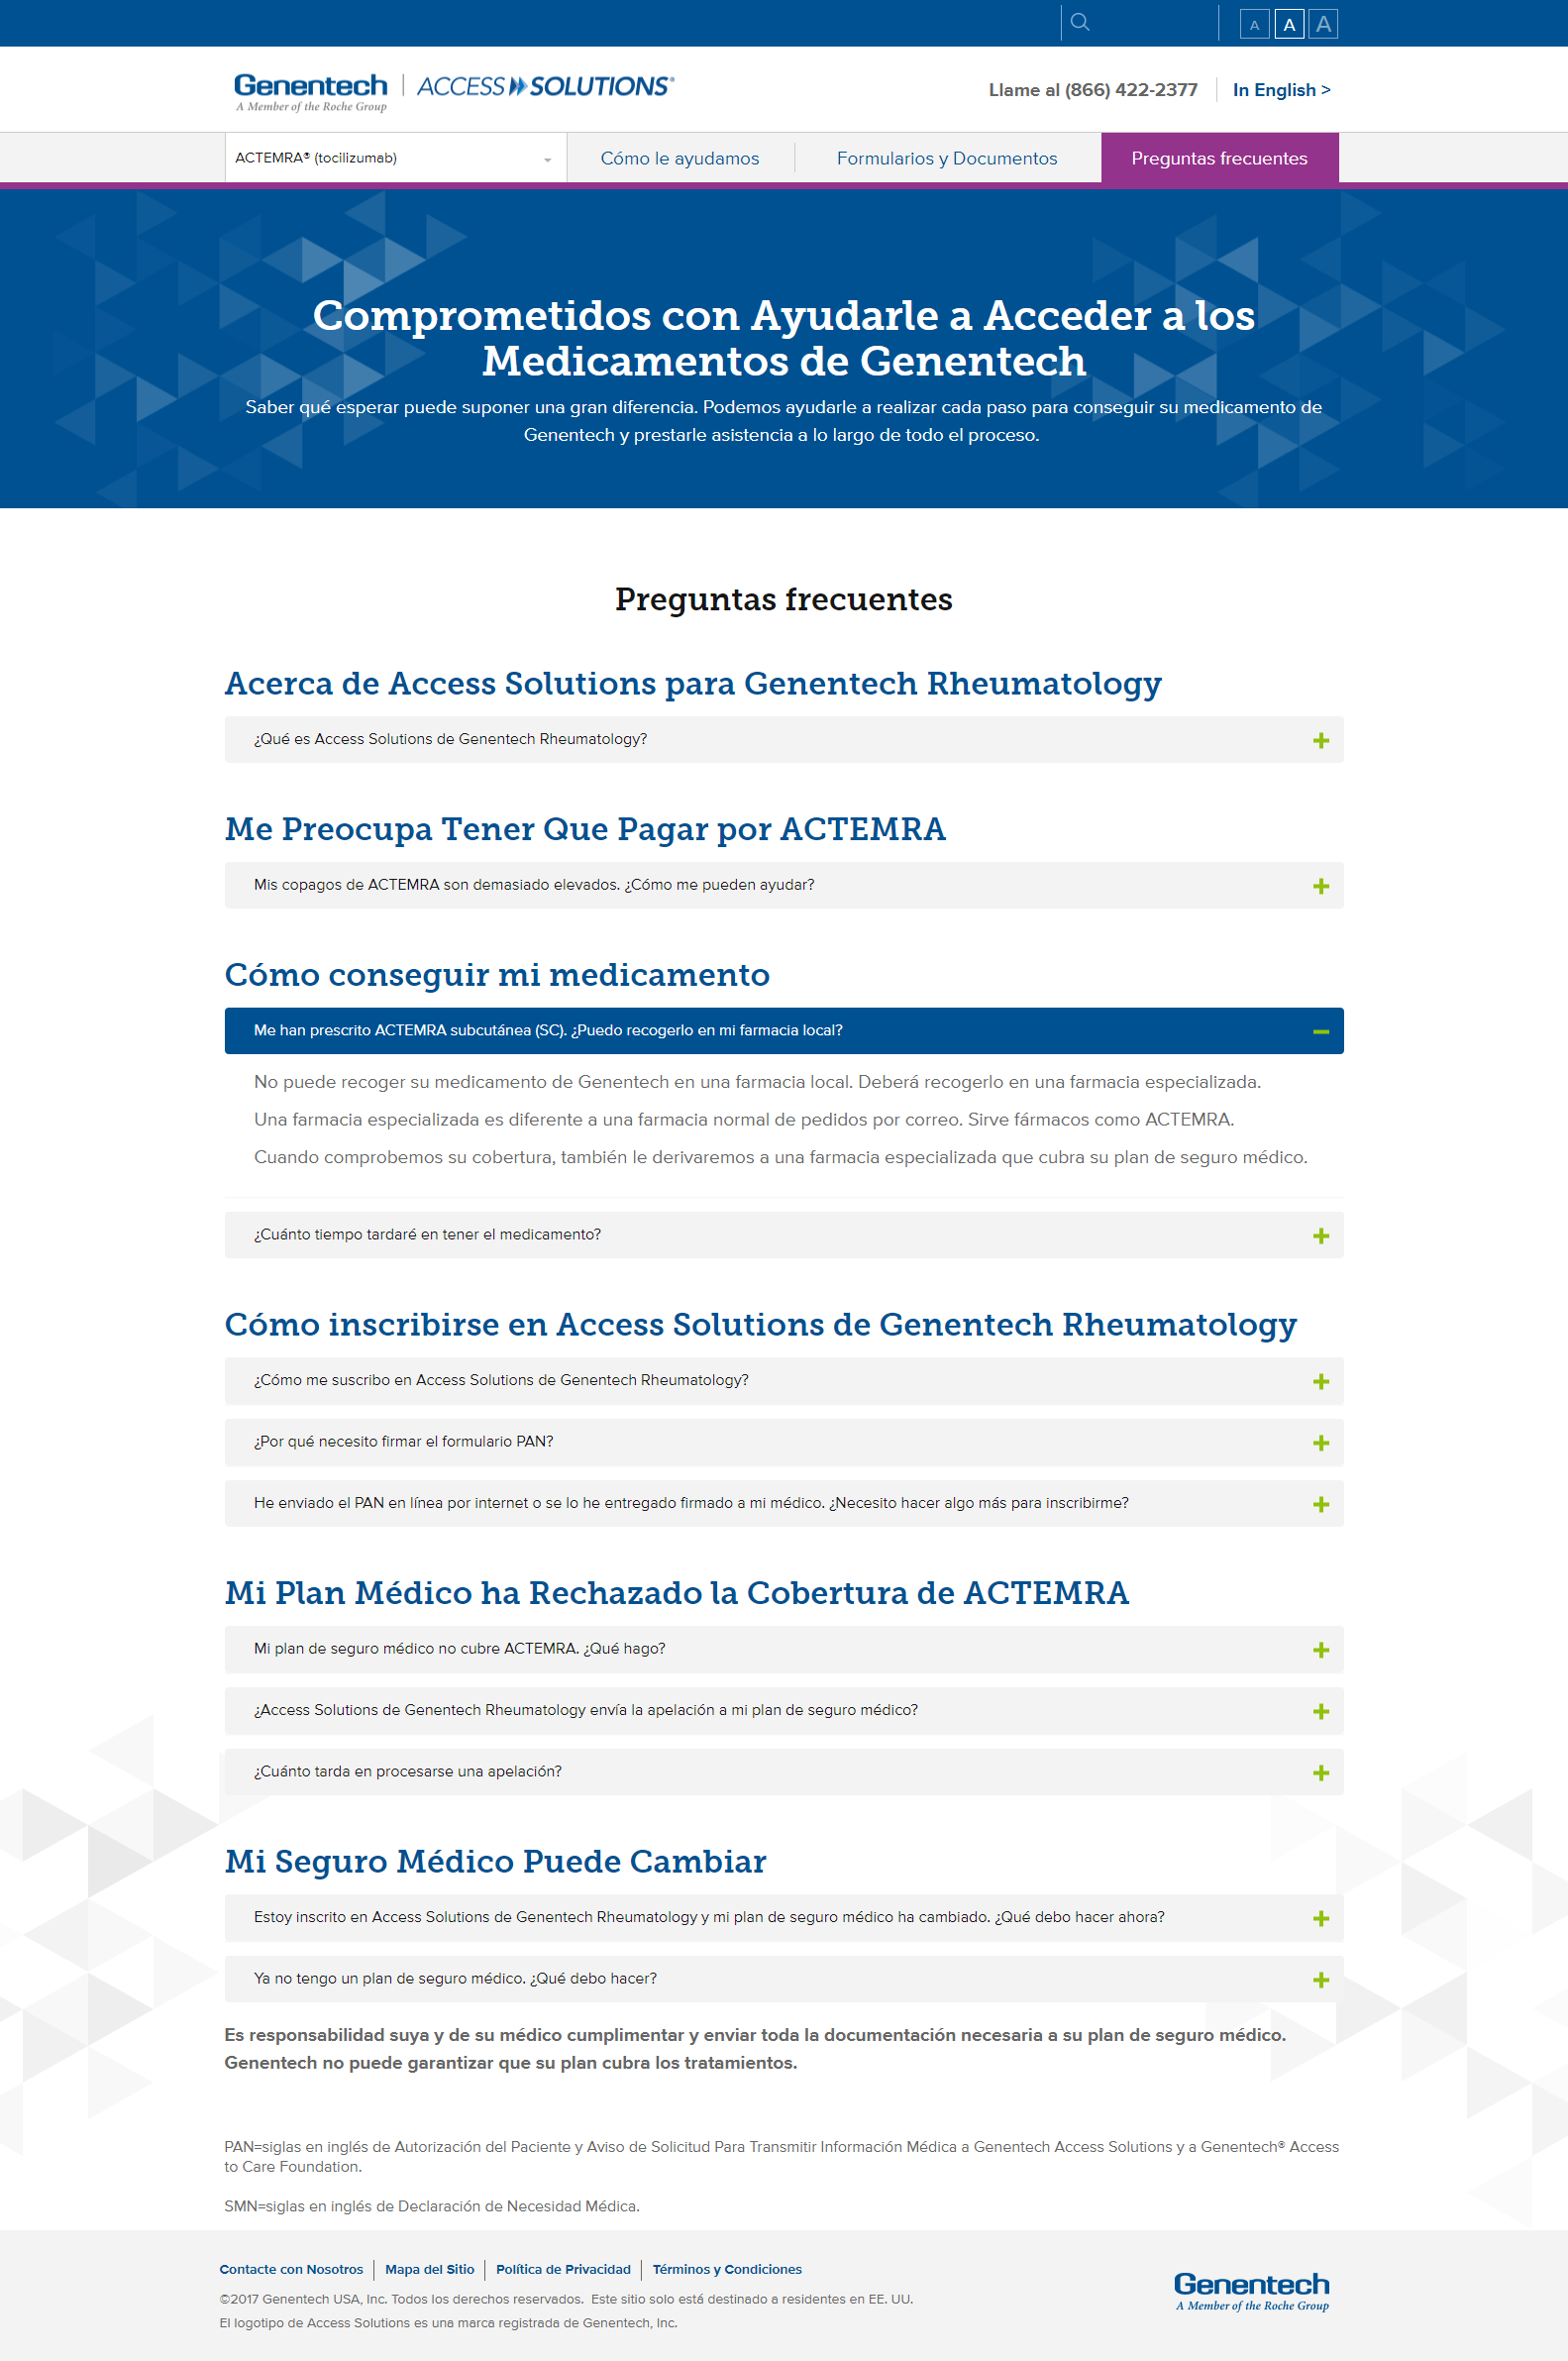 A A A
Genentech
A Member of the Roche Group
ACCESS SOLUTIONS®
Llame al (866) 422-2377
In English >
ACTEMRA® (tocilizumab)
Cómo le ayudamos
Formularios y Documentos
Preguntas frecuentes
Comprometidos con Ayudarle a Acceder a los
Medicamentos de Genentech
Saber qué esperar puede suponer una gran diferencia. Podemos ayudarle a realizar cada paso para conseguir su medicamento de
Genentech y prestarle asistencia a lo largo de todo el proceso.
Preguntas frecuentes
Acerca de Access Solutions para Genentech Rheumatology
¿Qué es Access Solutions de Genentech Rheumatology?
Me Preocupa Tener Que Pagar por ACTEMRA
Mis copagos de ACTEMRA son demasiado elevados. ¿Cómo me pueden ayudar?
Cómo conseguir mi medicamento
Me han prescrito ACTEMRA subcutánea (SC). ¿Puedo recogerlo en mi farmacia local?
No puede recoger su medicamento de Genentech en una farmacia local. Deberá recogerlo en una farmacia especializada.
Una farmacia especializada es diferente a una farmacia normal de pedidos por correo. Sirve fármacos como ACTEMRA.
Cuando comprobemos su cobertura, también le derivaremos a una farmacia especializada que cubra su plan de seguro médico.
¿Cuánto tiempo tardaré en tener el medicamento?
Cómo inscribirse en Access Solutions de Genentech Rheumatology
¿Cómo me suscribo en Access Solutions de Genentech Rheumatology?
¿Por qué necesito firmar el formulario PAN?
He enviado el PAN en línea por internet o se lo he entregado firmado a mi médico. ¿Necesito hacer algo más para inscribirme?
Mi Plan Médico ha Rechazado la Cobertura de ACTEMRA
Mi plan de seguro médico no cubre ACTEMRA. ¿Qué hago?
¿Access Solutions de Genentech Rheumatology envía la apelación a mi plan de seguro médico?
¿Cuánto tarda en procesarse una apelación?
Mi Seguro Médico Puede Cambiar
Estoy inscrito en Access Solutions de Genentech Rheumatology y mi plan de seguro médico ha cambiado. ¿Qué debo hacer ahora?
Ya no tengo un plan de seguro médico. ¿Qué debo hacer?
Es responsabilidad suya y de su médico cumplimentar y enviar toda la documentación necesaria a su plan de seguro médico.
Genentech no puede garantizar que su plan cubra los tratamientos.
PAN=siglas en inglés de Autorización del Paciente y Aviso de Solicitud Para Transmitir Información Médica a Genentech Access Solutions y a Genentech® Access
to Care Foundation.
SMN=siglas en inglés de Declaración de Necesidad Médica.
Contacte con Nosotros
Mapa del Sitio
Política de Privacidad
Términos y Condiciones
©2017 Genentech USA, Inc. Todos los derechos reservados. Este sitio solo está destinado a residentes en EE. UU.
El logotipo de Access Solutions es una marca registrada de Genentech, Inc.
Genentech
A Member of the Roche Group